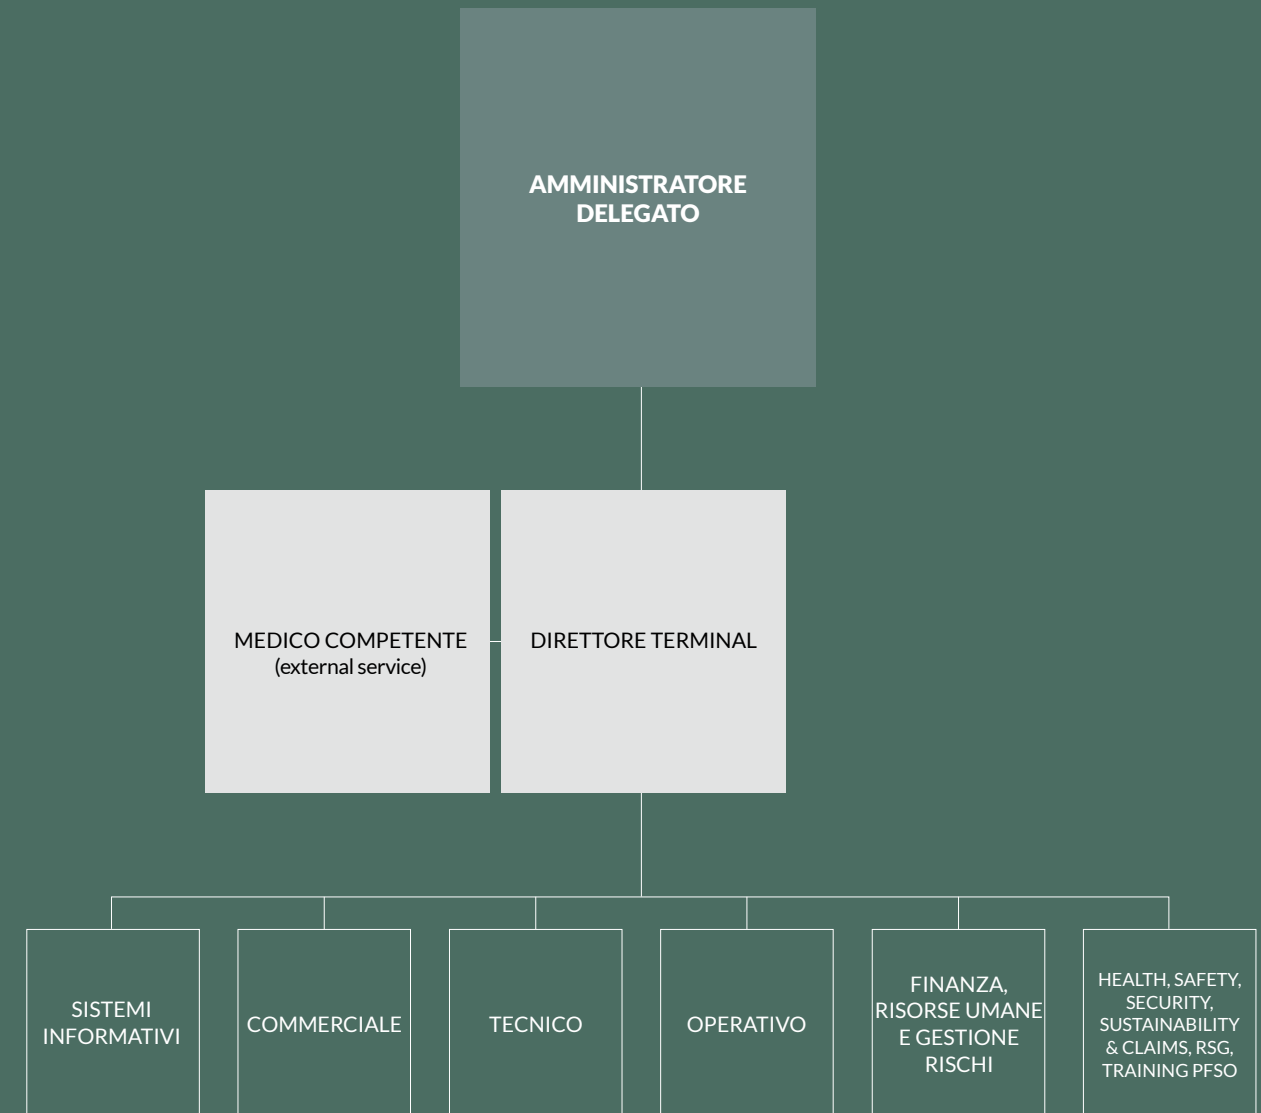 AMMINISTRATORE
DELEGATO
MEDICO COMPETENTE
(external service)
DIRETTORE TERMINAL
SISTEMI
INFORMATIVI
COMMERCIALE
TECNICO
OPERATIVO
FINANZA,
RISORSE UMANE
E GESTIONE
RISCHI
HEALTH, SAFETY,
SECURITY,
SUSTAINABILITY
& CLAIMS, RSG,
TRAINING PFSO